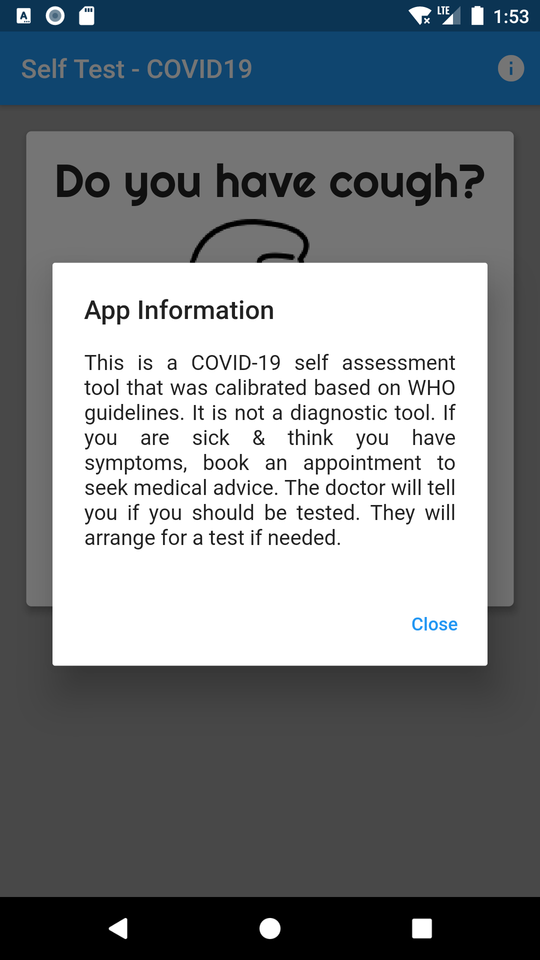 A LTE 1:53
Self Test - COVID19
Do you have cough?
App Information
This is a COVID-19 self assessment
tool that was calibrated based on WHO
guidelines. It is not a diagnostic tool. If
you are sick & think you have
symptoms, book an appointment to
seek medical advice. The doctor will tell
you if you should be tested. They will
arrange for a test if needed.
Close